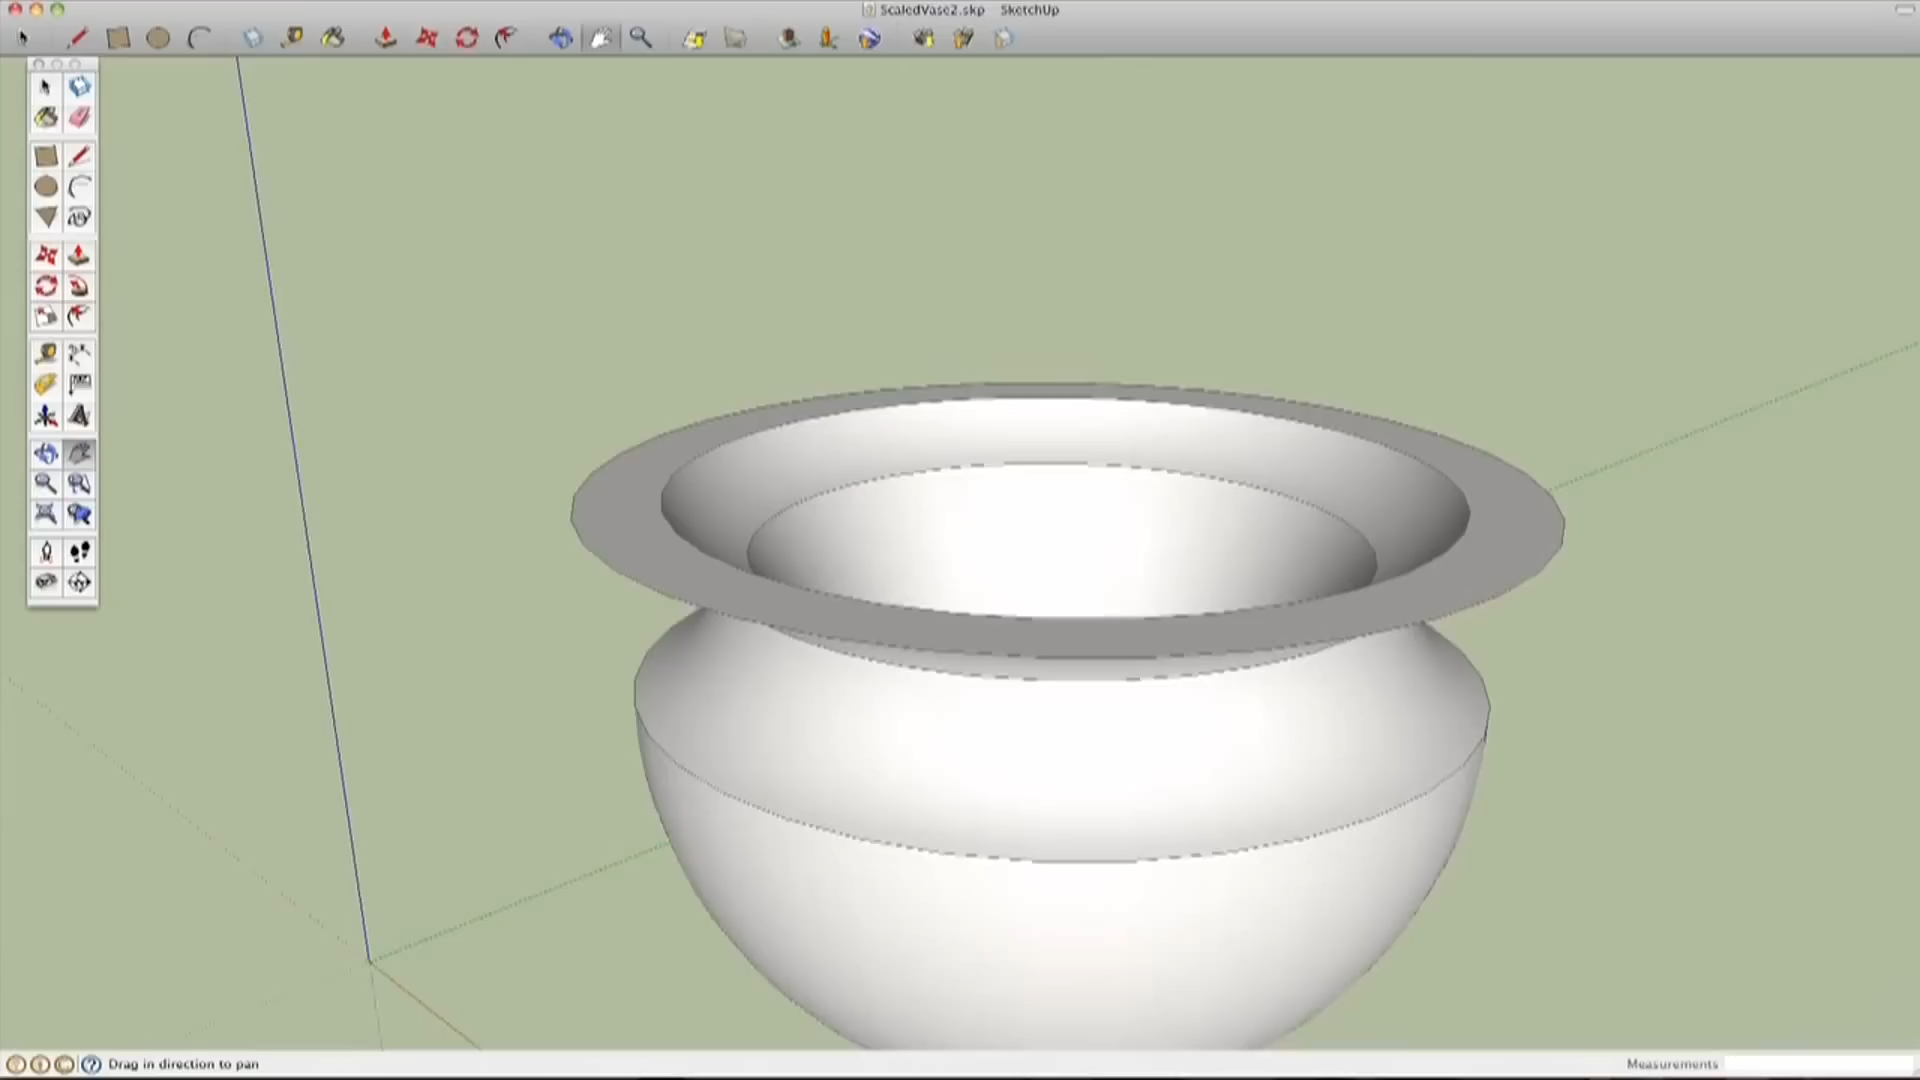 ScaledVase2.skp SketchUp
Drag in direction to pan
Measurements